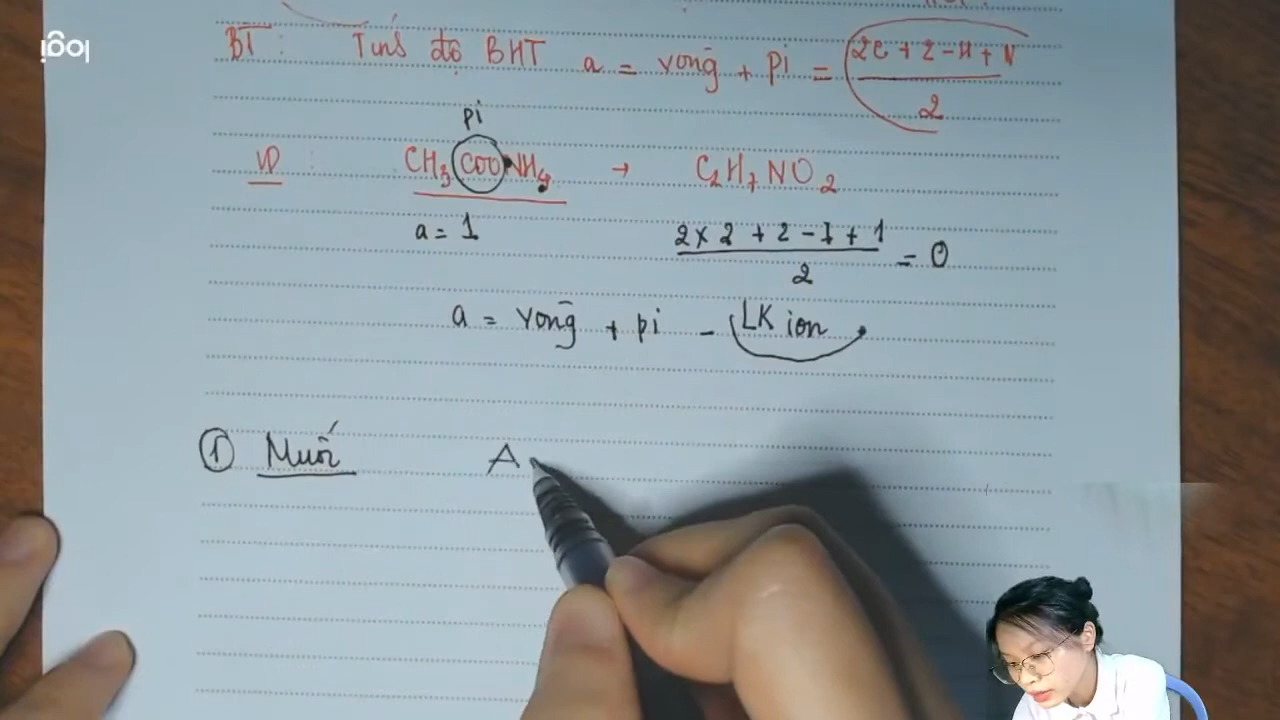 logi
BT : Tính độ BHT a = vòng + pi = (2C + 2 - H + N) / 2
pi
VD : CH3COONH4 → C2H7NO2
a = 1 (2 x 2 + 2 - 7 + 1) / 2 = 0
a = vòng + pi - LK ion
① Muối A